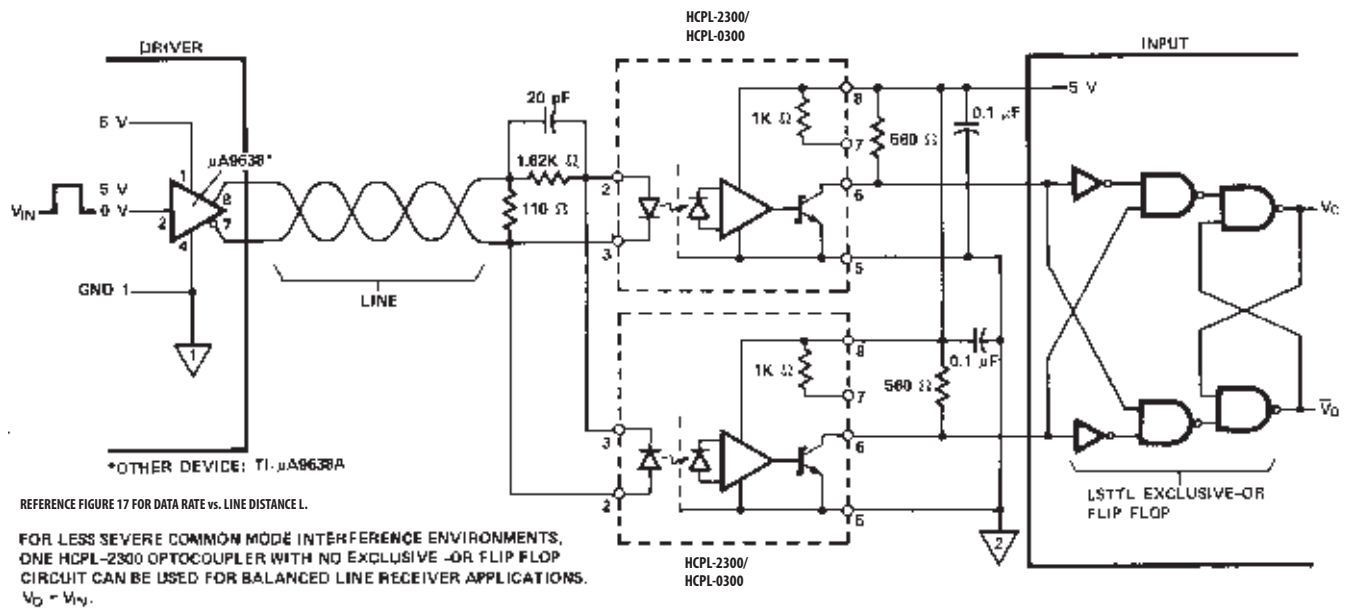 HCPL-2300/
HCPL-0300
DRIVER
INPUT
20 pF
5 V
µA9638*
1
8
7
2
4
5 V
0 V
VIN
GND 1
1
LINE
1.62K Ω
110 Ω
2
3
1K Ω
8
7
6
5
560 Ω
0.1 µF
5 V
3
2
1K Ω
8
7
6
5
560 Ω
0.1 µF
2
VO
V̅O
LSTTL EXCLUSIVE-OR
FLIP FLOP
HCPL-2300/
HCPL-0300
*OTHER DEVICE: TI-µA9638A
REFERENCE FIGURE 17 FOR DATA RATE vs. LINE DISTANCE L.
FOR LESS SEVERE COMMON MODE INTERFERENCE ENVIRONMENTS,
ONE HCPL-2300 OPTOCOUPLER WITH NO EXCLUSIVE -OR FLIP FLOP
CIRCUIT CAN BE USED FOR BALANCED LINE RECEIVER APPLICATIONS.
VO = VIN.